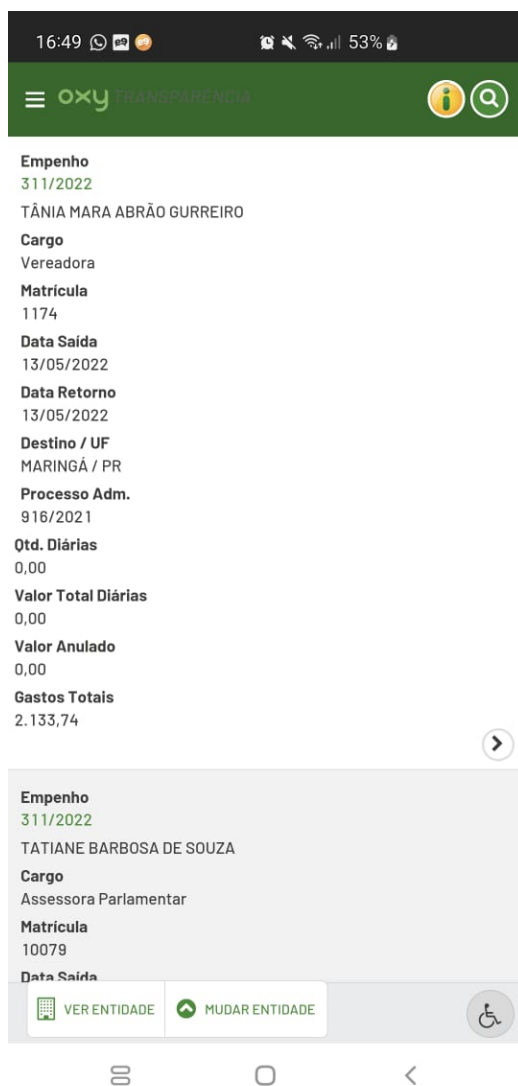 16:49 53%
oxy TRANSPARÊNCIA
Empenho
311/2022
TÂNIA MARA ABRÃO GURREIRO
Cargo
Vereadora
Matrícula
1174
Data Saída
13/05/2022
Data Retorno
13/05/2022
Destino / UF
MARINGÁ / PR
Processo Adm.
916/2021
Qtd. Diárias
0,00
Valor Total Diárias
0,00
Valor Anulado
0,00
Gastos Totais
2.133,74
Empenho
311/2022
TATIANE BARBOSA DE SOUZA
Cargo
Assessora Parlamentar
Matrícula
10079
Data Saída
VER ENTIDADE MUDAR ENTIDADE